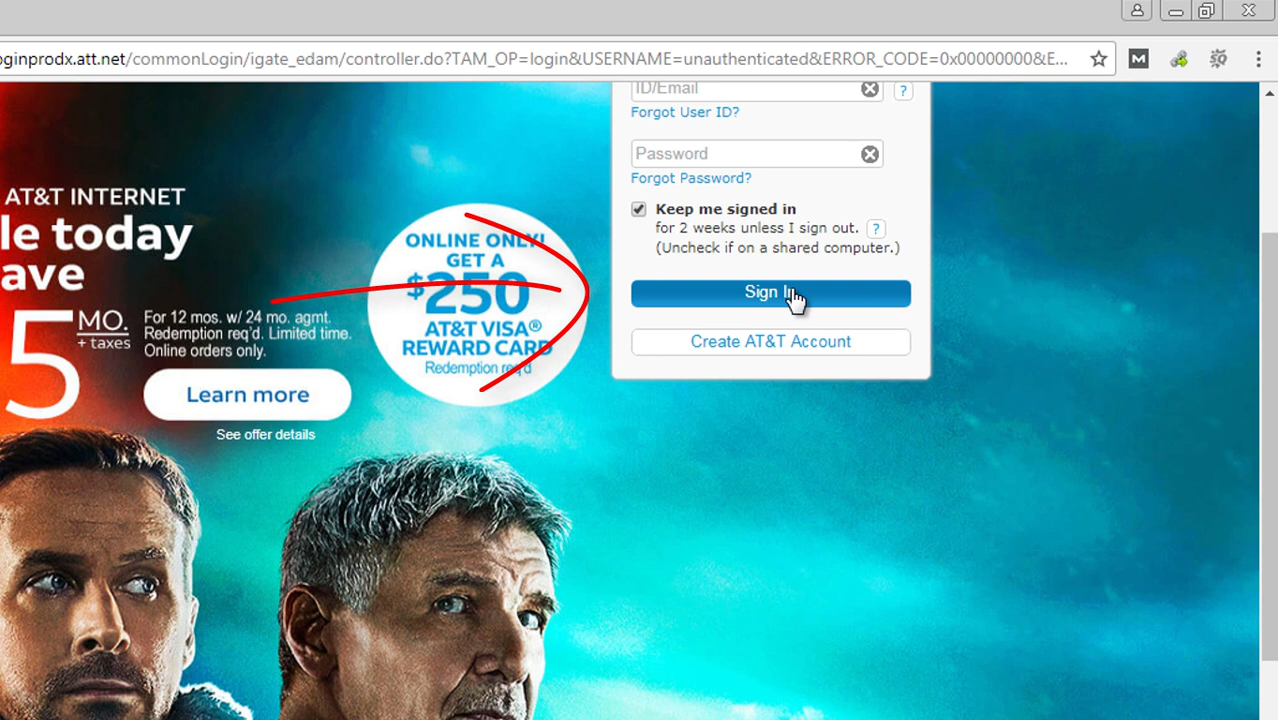 oginprodx.att.net/commonLogin/igate_edam/controller.do?TAM_OP=login&USERNAME=unauthenticated&ERROR_CODE=0x00000000&E...
ID/Email
?
Forgot User ID?
Password
Forgot Password?
Keep me signed in
for 2 weeks unless I sign out. ?
(Uncheck if on a shared computer.)
Sign In
Create AT&T Account
AT&T INTERNET
le today
ave
5 MO.
+ taxes
For 12 mos. w/ 24 mo. agmt.
Redemption req'd. Limited time.
Online orders only.
Learn more
See offer details
ONLINE ONLY!
GET A
$250
AT&T VISA®
REWARD CARD
Redemption req'd